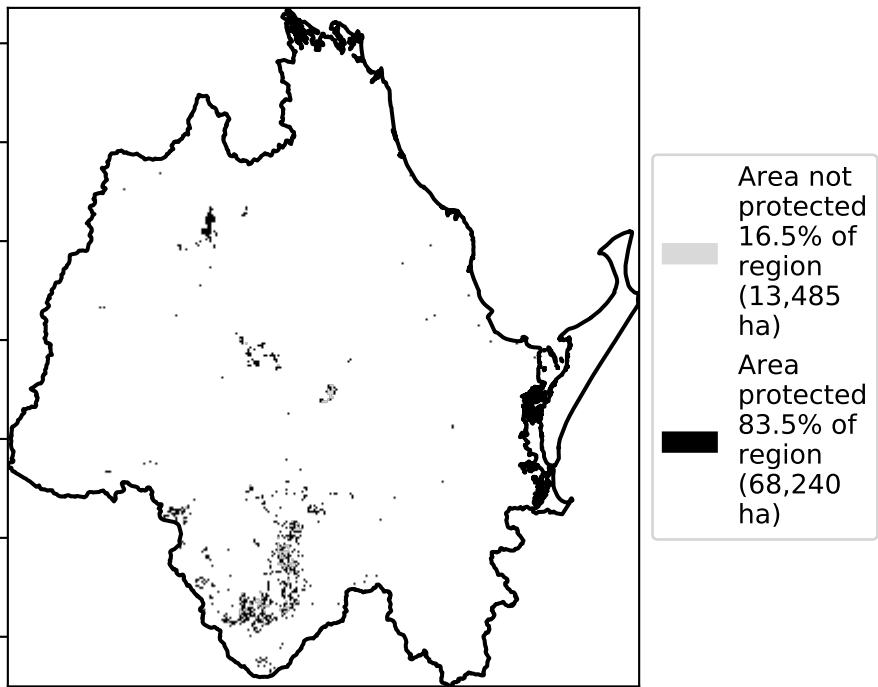 Area not
protected
16.5% of
region
(13,485
ha)
Area
protected
83.5% of
region
(68,240
ha)